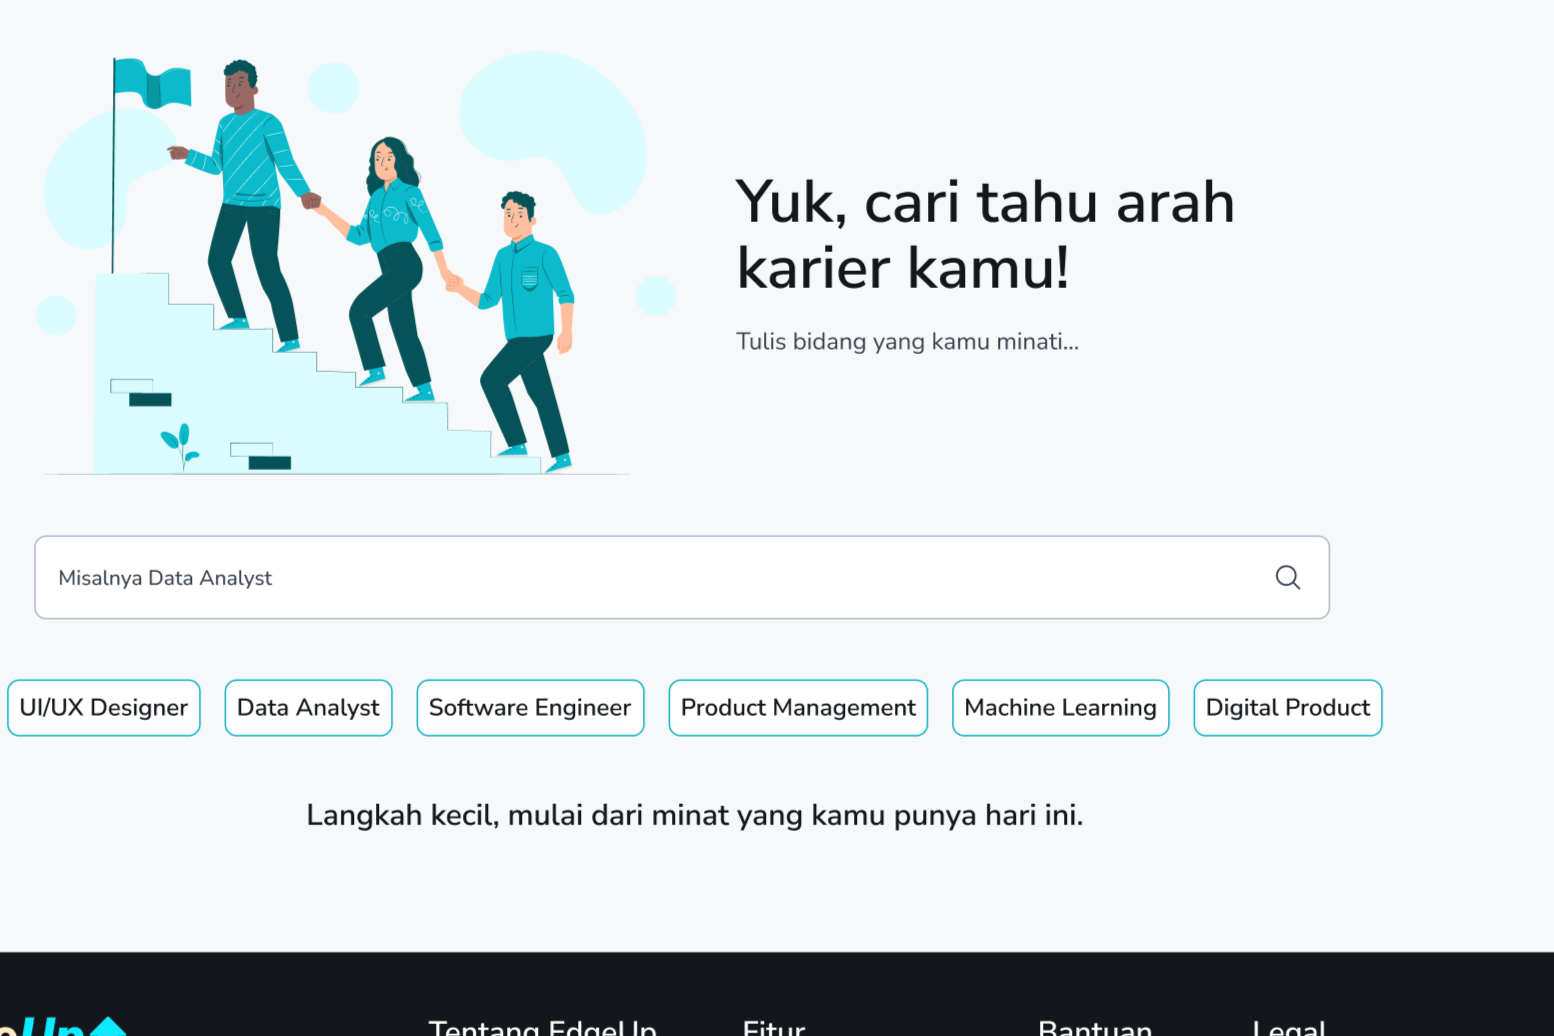 Yuk, cari tahu arah
karier kamu!
Tulis bidang yang kamu minati...
Misalnya Data Analyst
UI/UX Designer
Data Analyst
Software Engineer
Product Management
Machine Learning
Digital Product
Langkah kecil, mulai dari minat yang kamu punya hari ini.
eUp
Tentang EdgeUp
Fitur
Bantuan
Legal